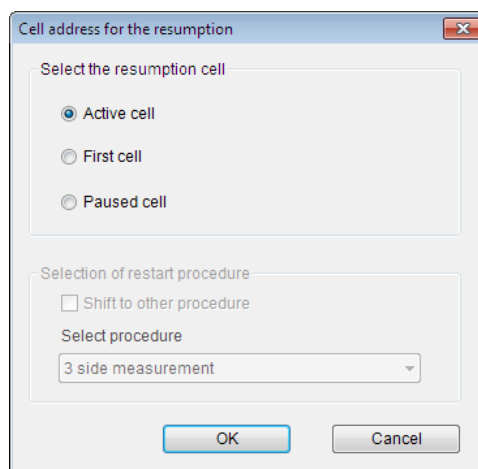 Cell address for the resumption
Select the resumption cell
Active cell
First cell
Paused cell
Selection of restart procedure
Shift to other procedure
Select procedure
3 side measurement
OK Cancel